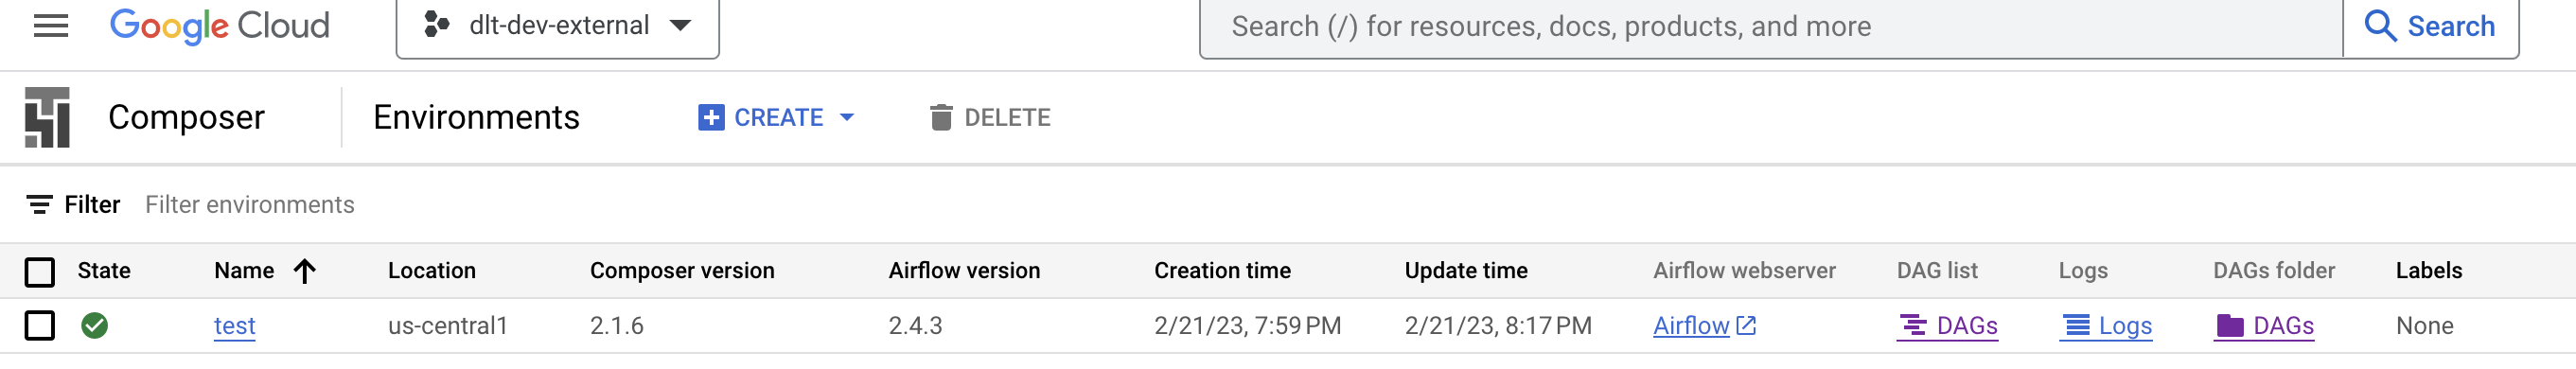 Google Cloud dlt-dev-external Search (/) for resources, docs, products, and more Search
Composer Environments CREATE DELETE
Filter Filter environments
State Name Location Composer version Airflow version Creation time Update time Airflow webserver DAG list Logs DAGs folder Labels
test us-central1 2.1.6 2.4.3 2/21/23, 7:59 PM 2/21/23, 8:17 PM Airflow DAGs Logs DAGs None